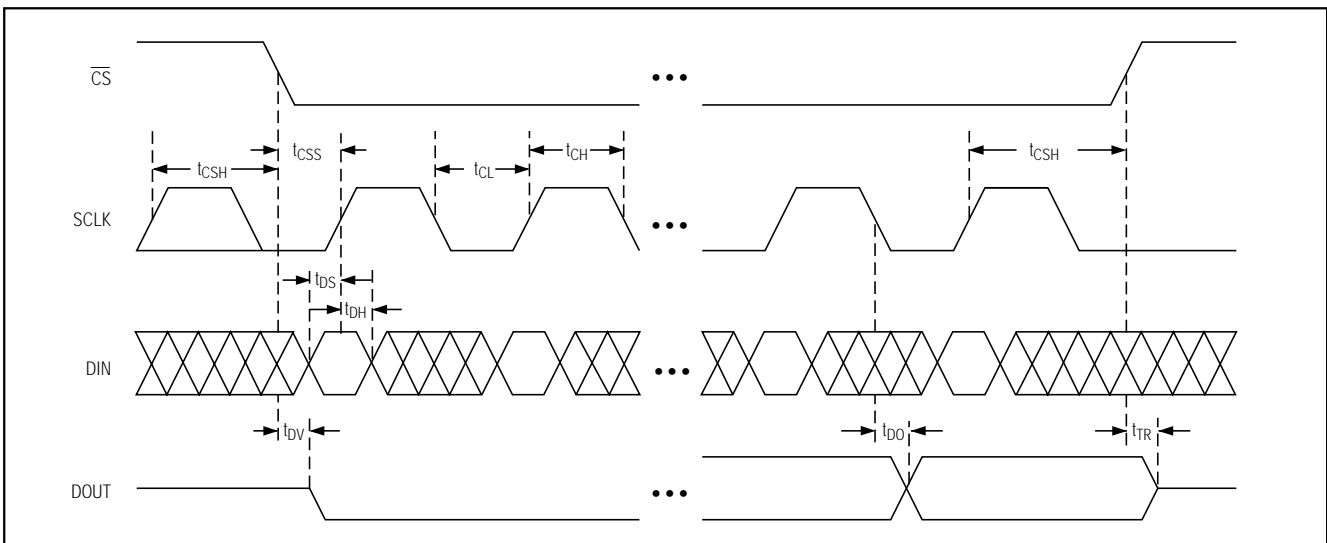 CS
tCSS
tCH
tCSH
tCL
tCSH
SCLK
tDS
tDH
DIN
tDV
tDO
tTR
DOUT